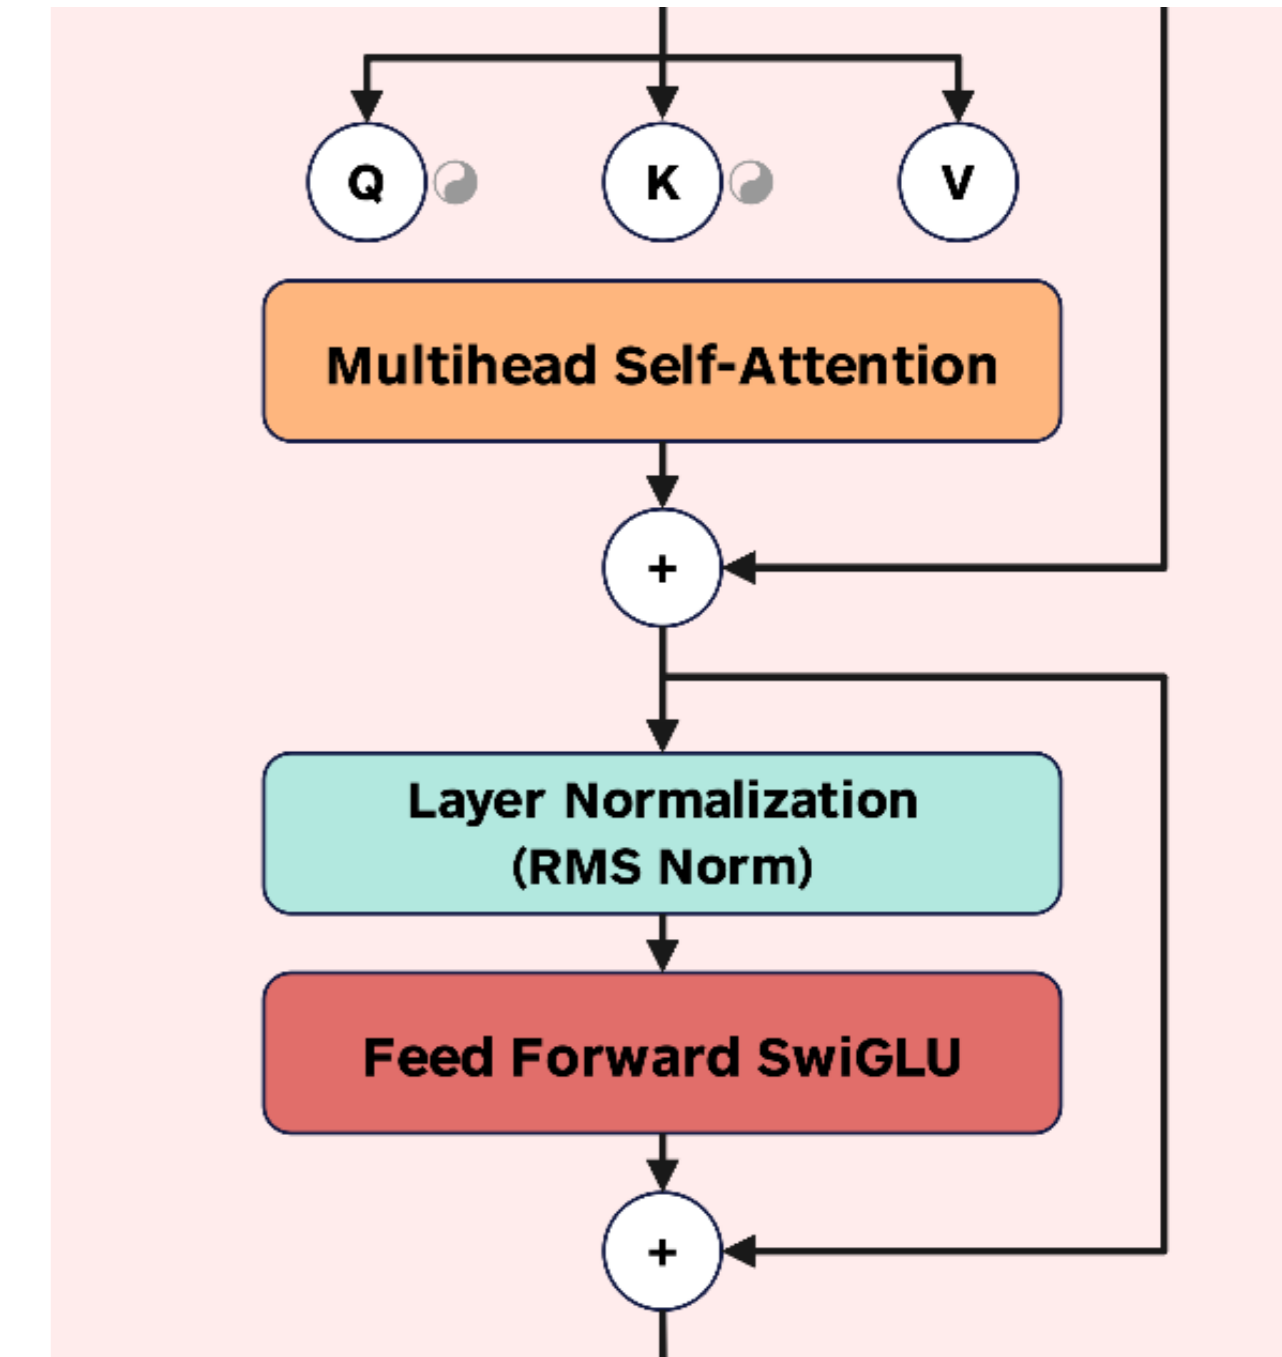 Q K V
Multihead Self-Attention
+
Layer Normalization
(RMS Norm)
Feed Forward SwiGLU
+